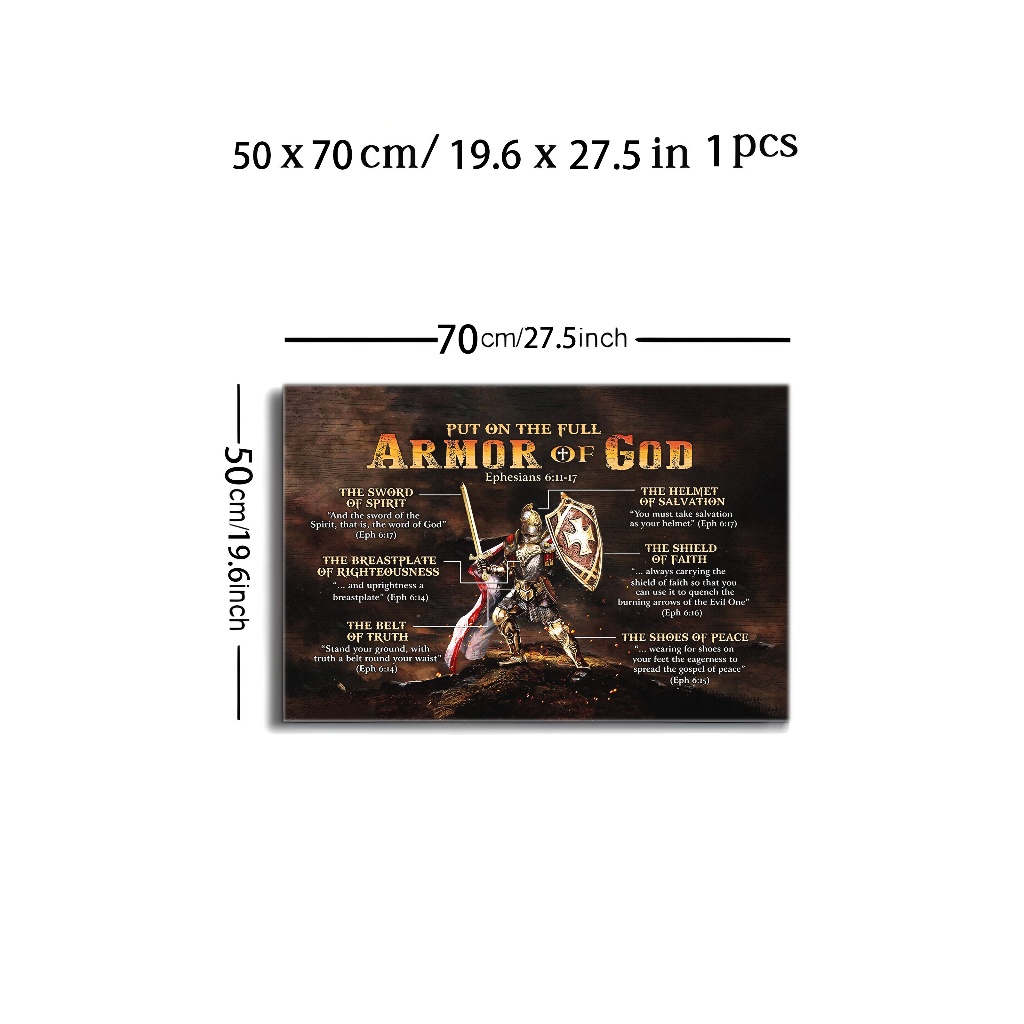 50 x 70 cm/ 19.6 x 27.5 in 1 pcs
70cm/27.5inch
50cm/19.6inch
PUT ON THE FULL
ARMOR OF GOD
Ephesians 6:11-17
THE SWORD
OF SPIRIT
"And the sword of the
Spirit, that is, the word of God"
(Eph 6:17)
THE BREASTPLATE
OF RIGHTEOUSNESS
"... and uprightness a
breastplate" (Eph 6:14)
THE BELT
OF TRUTH
"Stand your ground, with
truth a belt round your waist"
(Eph 6:14)
THE HELMET
OF SALVATION
"You must take salvation
as your helmet" (Eph 6:17)
THE SHIELD
OF FAITH
"... always carrying the
shield of faith so that you
can use it to quench the
burning arrows of the Evil One"
(Eph 6:16)
THE SHOES OF PEACE
"... wearing for shoes on
your feet the eagerness to
spread the gospel of peace"
(Eph 6:15)